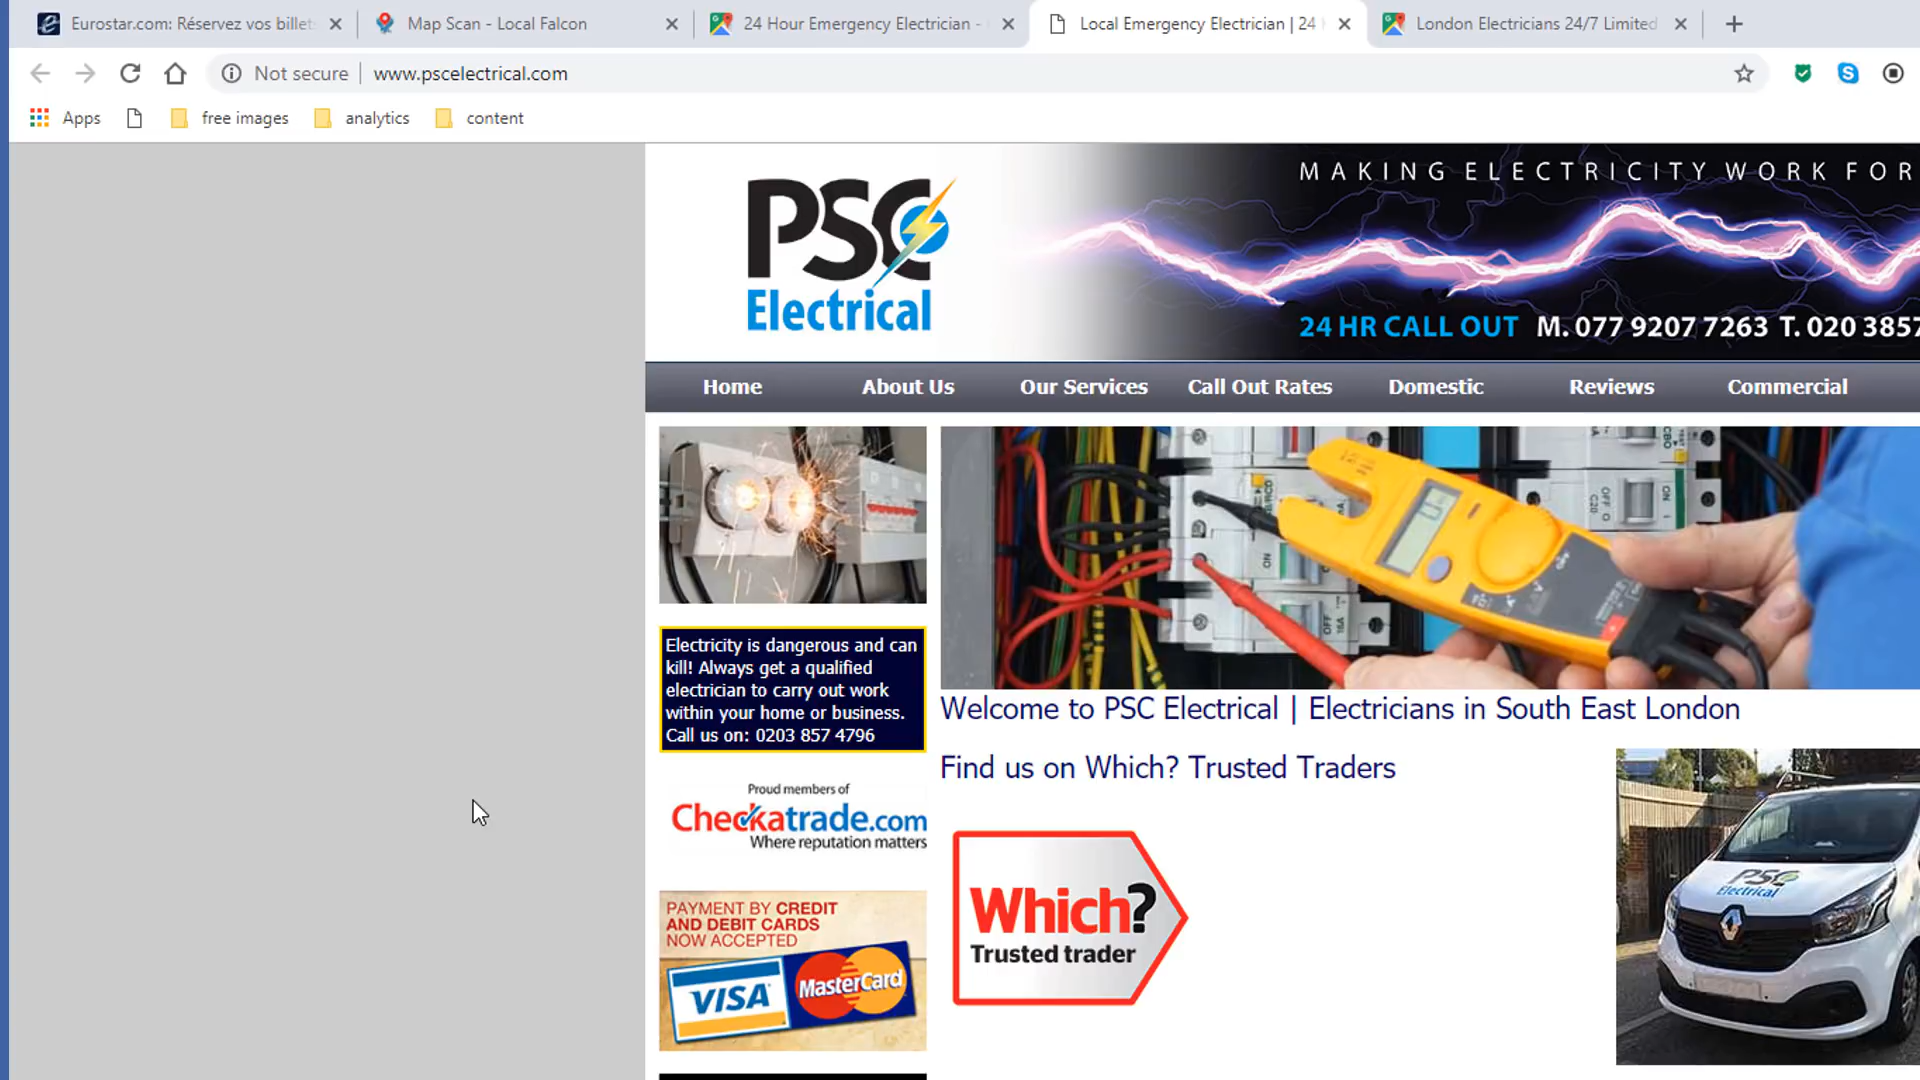 Eurostar.com: Réservez vos billets
Map Scan - Local Falcon
24 Hour Emergency Electrician -
Local Emergency Electrician | 24
London Electricians 24/7 Limited
Not secure
www.pscelectrical.com
Apps
free images
analytics
content
PSC
Electrical
MAKING ELECTRICITY WORK FOR
24 HR CALL OUT M. 077 9207 7263 T. 020 3857
Home
About Us
Our Services
Call Out Rates
Domestic
Reviews
Commercial
Electricity is dangerous and can
kill! Always get a qualified
electrician to carry out work
within your home or business.
Call us on: 0203 857 4796
Proud members of
Checkatrade.com
Where reputation matters
PAYMENT BY CREDIT
AND DEBIT CARDS
NOW ACCEPTED
VISA
MasterCard
Welcome to PSC Electrical | Electricians in South East London
Find us on Which? Trusted Traders
Which?
Trusted trader
PSC
Electrical